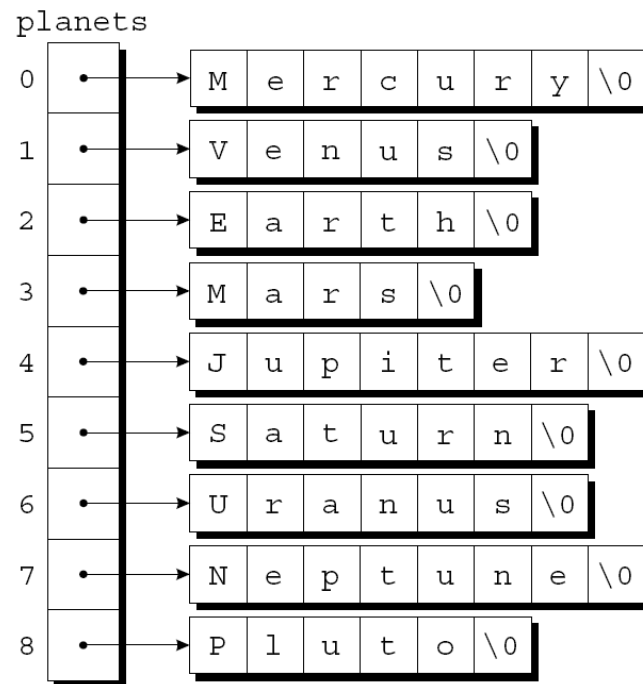 planets
0 M e r c u r y \0
1 V e n u s \0
2 E a r t h \0
3 M a r s \0
4 J u p i t e r \0
5 S a t u r n \0
6 U r a n u s \0
7 N e p t u n e \0
8 P l u t o \0